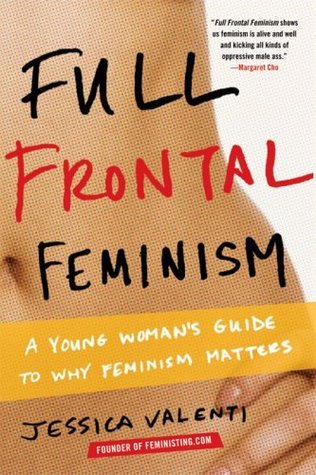 "Full Frontal Feminism shows
us feminism is alive and well
and kicking all kinds of
oppressive male ass."
—Margaret Cho
FULL
FRONTAL
FEMINISM
A YOUNG WOMAN'S GUIDE
TO WHY FEMINISM MATTERS
JESSICA VALENTI
FOUNDER OF FEMINISTING.COM